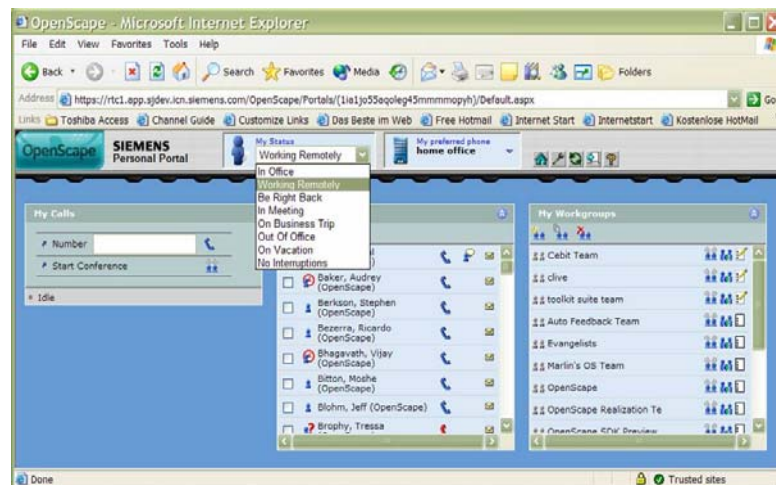 OpenScape - Microsoft Internet Explorer
File Edit View Favorites Tools Help
Back Search Favorites Media Folders
Address https://rtc1.app.sjdev.icn.siemens.com/OpenScape/Portals/(1ia1jo55aqoleg45mmmmopyh)/Default.aspx Go
Links Toshiba Access Channel Guide Customize Links Das Beste im Web Free Hotmail Internet Start Internetstart Kostenlose HotMail
OpenScape
SIEMENS
Personal Portal
My Status
Working Remotely
My preferred phone
home office
In Office
Working Remotely
Be Right Back
In Meeting
On Business Trip
Out Of Office
On Vacation
No Interruptions
My Calls
Number
Start Conference
Idle
Baker, Audrey
(OpenScape)
Berkson, Stephen
(OpenScape)
Bezerra, Ricardo
(OpenScape)
Bhagavath, Vijay
(OpenScape)
Bitton, Moshe
(OpenScape)
Blohm, Jeff (OpenScape)
Brophy, Tressa
My Workgroups
Cebit Team
clive
toolkit suite team
Auto Feedback Team
Evangelists
Marlin's OS Team
OpenScape
OpenScape Realization Te
OpenScape SDK Preview
Done Trusted sites